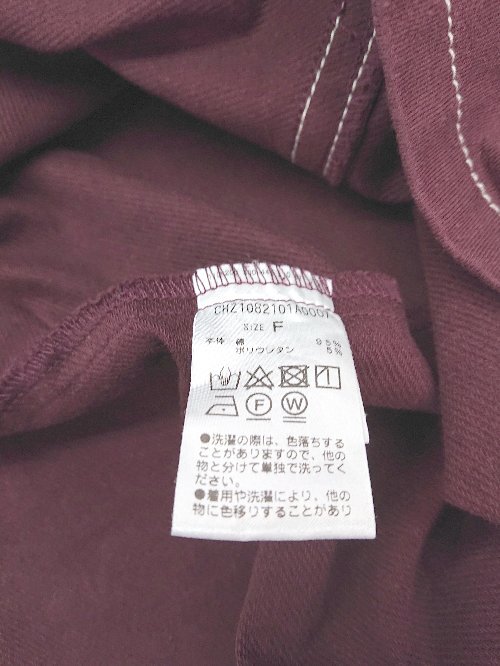 CHZ1082101A0001
SIZE F
本体 綿 95%
ポリウレタン 5%
F W
●洗濯の際は、色落ちする
ことがありますので、他の
物と分けて単独で洗ってく
ださい。
●着用や洗濯により、他の
物に色移りすることがあり